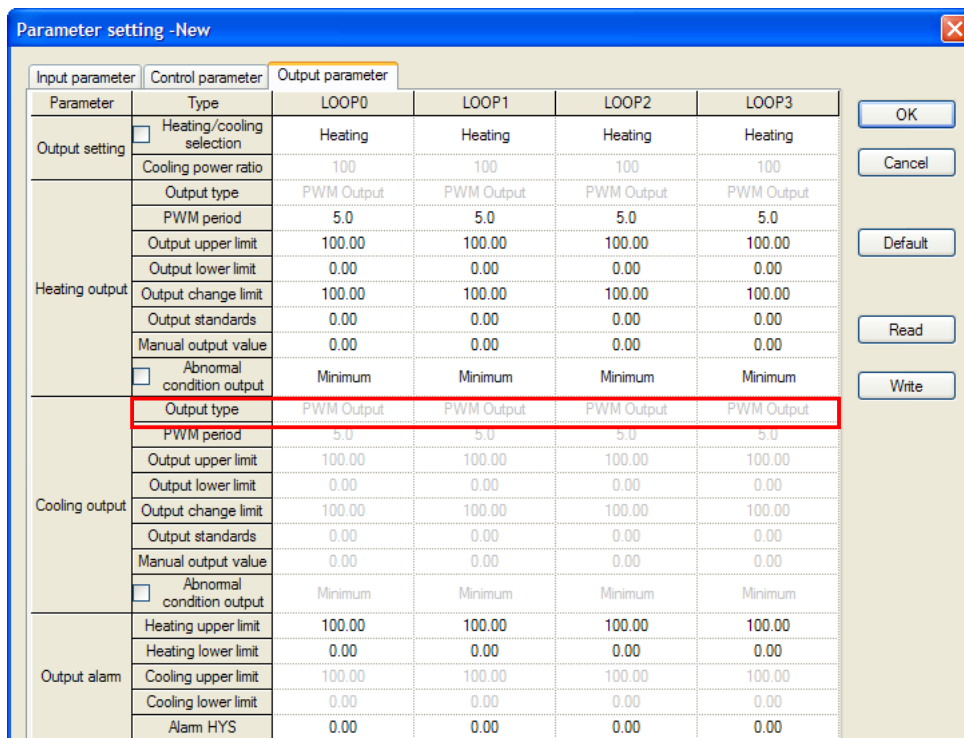 Parameter setting -New
Input parameter Control parameter Output parameter
Parameter Type LOOP0 LOOP1 LOOP2 LOOP3
Output setting
Heating/cooling
selection Heating Heating Heating Heating
Cooling power ratio 100 100 100 100
Heating output
Output type PWM Output PWM Output PWM Output PWM Output
PWM period 5.0 5.0 5.0 5.0
Output upper limit 100.00 100.00 100.00 100.00
Output lower limit 0.00 0.00 0.00 0.00
Output change limit 100.00 100.00 100.00 100.00
Output standards 0.00 0.00 0.00 0.00
Manual output value 0.00 0.00 0.00 0.00
Abnormal
condition output Minimum Minimum Minimum Minimum
Cooling output
Output type PWM Output PWM Output PWM Output PWM Output
PWM period 5.0 5.0 5.0 5.0
Output upper limit 100.00 100.00 100.00 100.00
Output lower limit 0.00 0.00 0.00 0.00
Output change limit 100.00 100.00 100.00 100.00
Output standards 0.00 0.00 0.00 0.00
Manual output value 0.00 0.00 0.00 0.00
Abnormal
condition output Minimum Minimum Minimum Minimum
Output alarm
Heating upper limit 100.00 100.00 100.00 100.00
Heating lower limit 0.00 0.00 0.00 0.00
Cooling upper limit 100.00 100.00 100.00 100.00
Cooling lower limit 0.00 0.00 0.00 0.00
Alarm HYS 0.00 0.00 0.00 0.00
OK
Cancel
Default
Read
Write